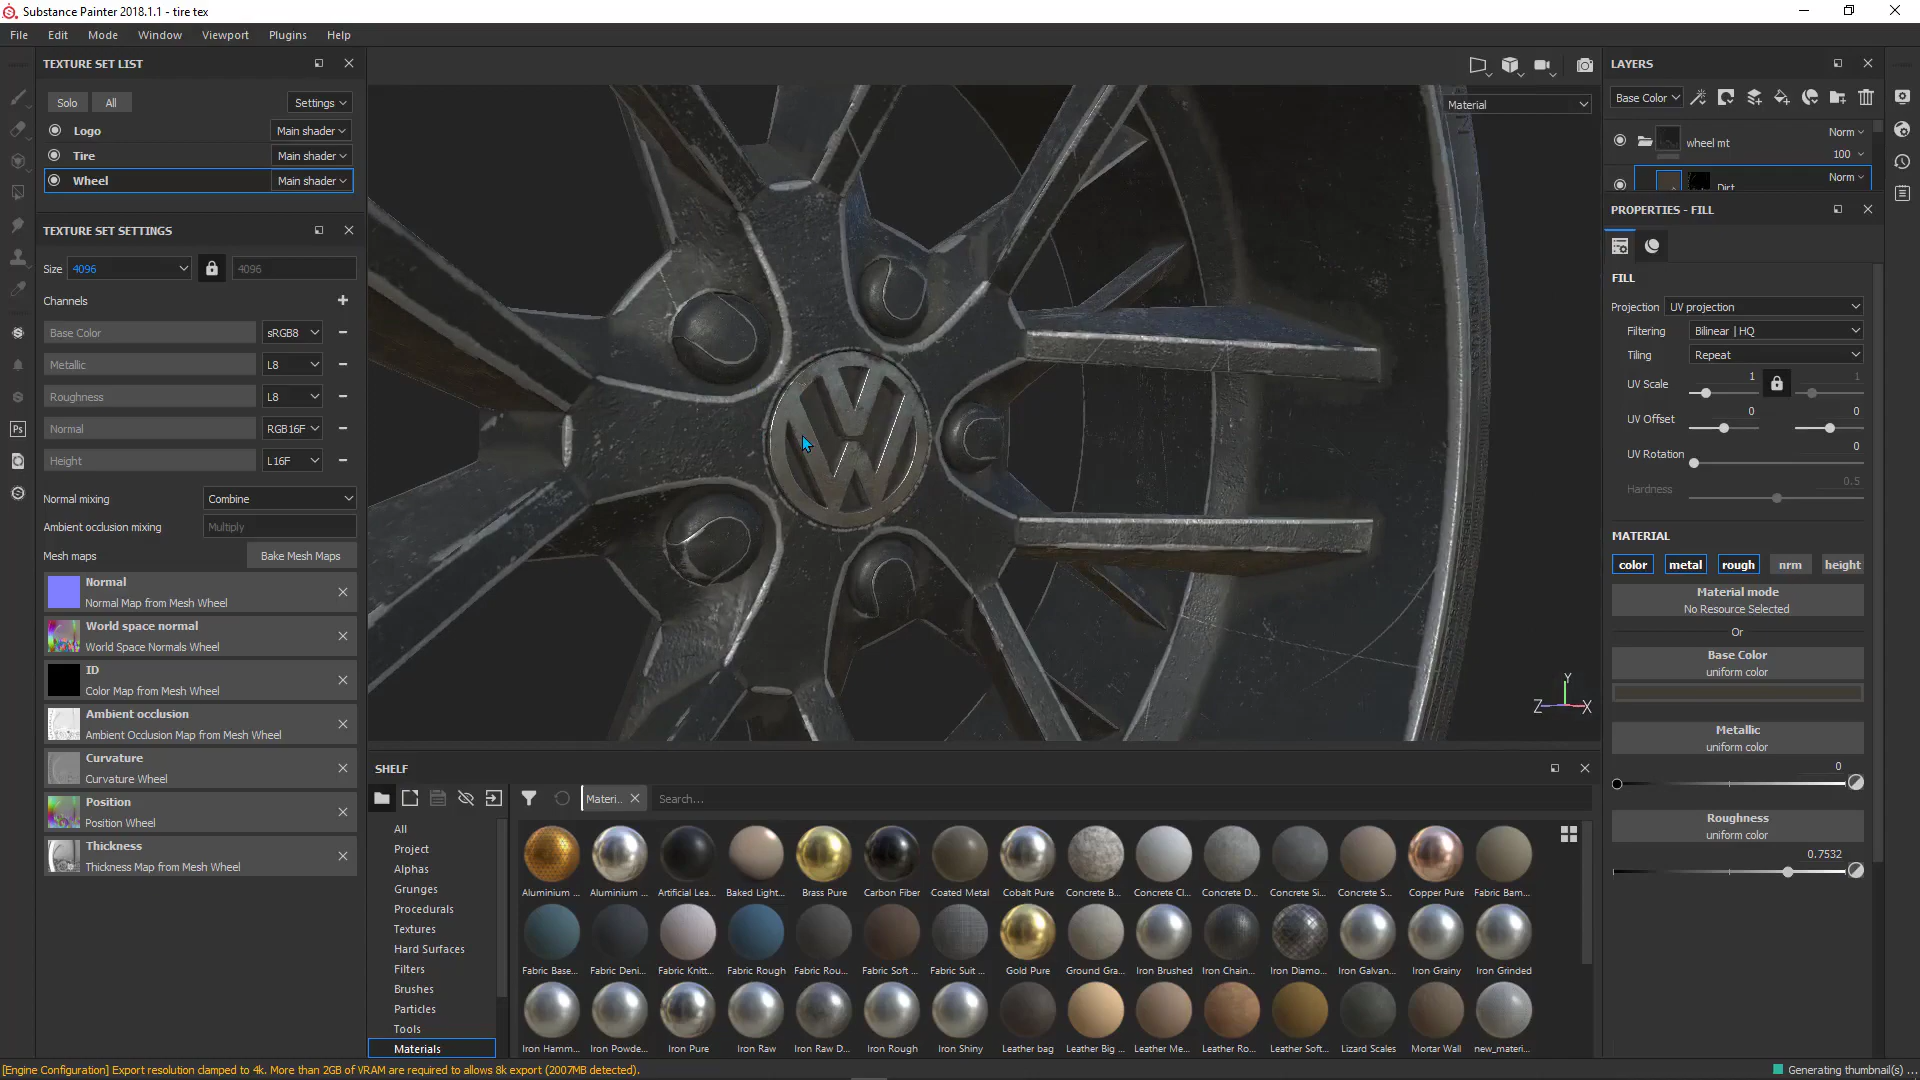 Substance Painter 2018.1.1 - tire tex
File Edit Mode Window Viewport Plugins Help
TEXTURE SET LIST
Solo All Settings
Logo Main shader
Tire Main shader
Wheel Main shader
TEXTURE SET SETTINGS
Size 4096 4096
Channels
Base Color sRGB8
Metallic L8
Roughness L8
Normal RGB16F
Height L16F
Normal mixing Combine
Ambient occlusion mixing Multiply
Mesh maps Bake Mesh Maps
Normal
Normal Map from Mesh Wheel
World space normal
World Space Normals Wheel
ID
Color Map from Mesh Wheel
Ambient occlusion
Ambient Occlusion Map from Mesh Wheel
Curvature
Curvature Wheel
Position
Position Wheel
Thickness
Thickness Map from Mesh Wheel
Ps
Material
Y
Z X
SHELF
Materi.. Search...
All
Project
Alphas
Grunges
Procedurals
Textures
Hard Surfaces
Filters
Brushes
Particles
Tools
Materials
Aluminium ... Aluminium ... Artificial Lea... Baked Light... Brass Pure Carbon Fiber Coated Metal Cobalt Pure Concrete B... Concrete Cl... Concrete D... Concrete Si... Concrete S... Copper Pure Fabric Bam...
Fabric Base... Fabric Deni... Fabric Knitt... Fabric Rough Fabric Rou... Fabric Soft ... Fabric Suit ... Gold Pure Ground Gra... Iron Brushed Iron Chain... Iron Diamo... Iron Galvan... Iron Grainy Iron Grinded
Iron Hamm... Iron Powde... Iron Pure Iron Raw Iron Raw D... Iron Rough Iron Shiny Leather bag Leather Big ... Leather Me... Leather Ro... Leather Soft... Lizard Scales Mortar Wall new_materi...
LAYERS
Base Color
wheel mt Norm
100
Dirt Norm
PROPERTIES - FILL
FILL
Projection UV projection
Filtering Bilinear | HQ
Tiling Repeat
UV Scale 1 1
UV Offset 0 0
UV Rotation 0
Hardness 0.5
MATERIAL
color metal rough nrm height
Material mode
No Resource Selected
Or
Base Color
uniform color
Metallic
uniform color
0
Roughness
uniform color
0.7532
[Engine Configuration] Export resolution clamped to 4k. More than 2GB of VRAM are required to allows 8k export (2007MB detected).
Generating thumbnail(s) ...